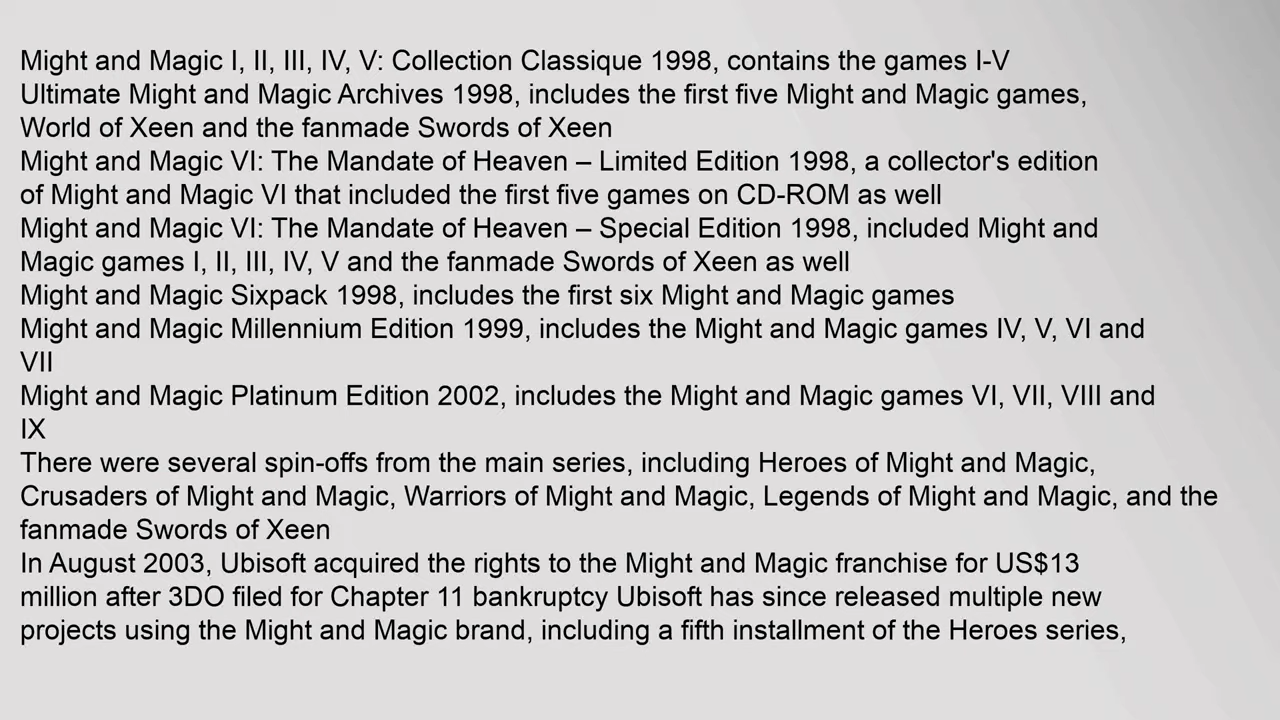 Might and Magic I, II, III, IV, V: Collection Classique 1998, contains the games I-V
Ultimate Might and Magic Archives 1998, includes the first five Might and Magic games,
World of Xeen and the fanmade Swords of Xeen
Might and Magic VI: The Mandate of Heaven – Limited Edition 1998, a collector's edition
of Might and Magic VI that included the first five games on CD-ROM as well
Might and Magic VI: The Mandate of Heaven – Special Edition 1998, included Might and
Magic games I, II, III, IV, V and the fanmade Swords of Xeen as well
Might and Magic Sixpack 1998, includes the first six Might and Magic games
Might and Magic Millennium Edition 1999, includes the Might and Magic games IV, V, VI and
VII
Might and Magic Platinum Edition 2002, includes the Might and Magic games VI, VII, VIII and
IX
There were several spin-offs from the main series, including Heroes of Might and Magic,
Crusaders of Might and Magic, Warriors of Might and Magic, Legends of Might and Magic, and the
fanmade Swords of Xeen
In August 2003, Ubisoft acquired the rights to the Might and Magic franchise for US$13
million after 3DO filed for Chapter 11 bankruptcy Ubisoft has since released multiple new
projects using the Might and Magic brand, including a fifth installment of the Heroes series,